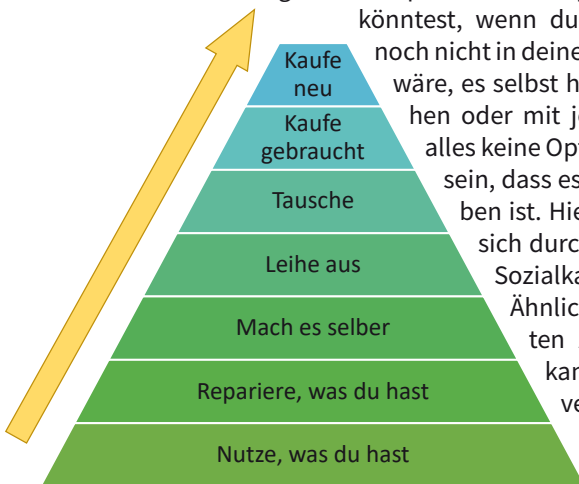 könntest, wenn du
noch nicht in deine
wäre, es selbst h
hen oder mit j
alles keine Op
sein, dass es
ben ist. Hie
sich durc
Sozialka
Ähnlic
ten
kan
ve
Kaufe
neu
Kaufe
gebraucht
Tausche
Leihe aus
Mach es selber
Repariere, was du hast
Nutze, was du hast